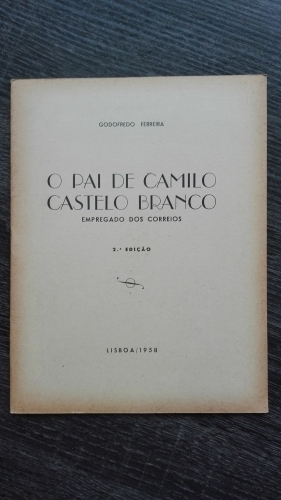 GODOFREDO FERREIRA
O PAI DE CAMILO
CASTELO BRANCO
EMPREGADO DOS CORREIOS
2.ª EDIÇÃO
LISBOA/1958